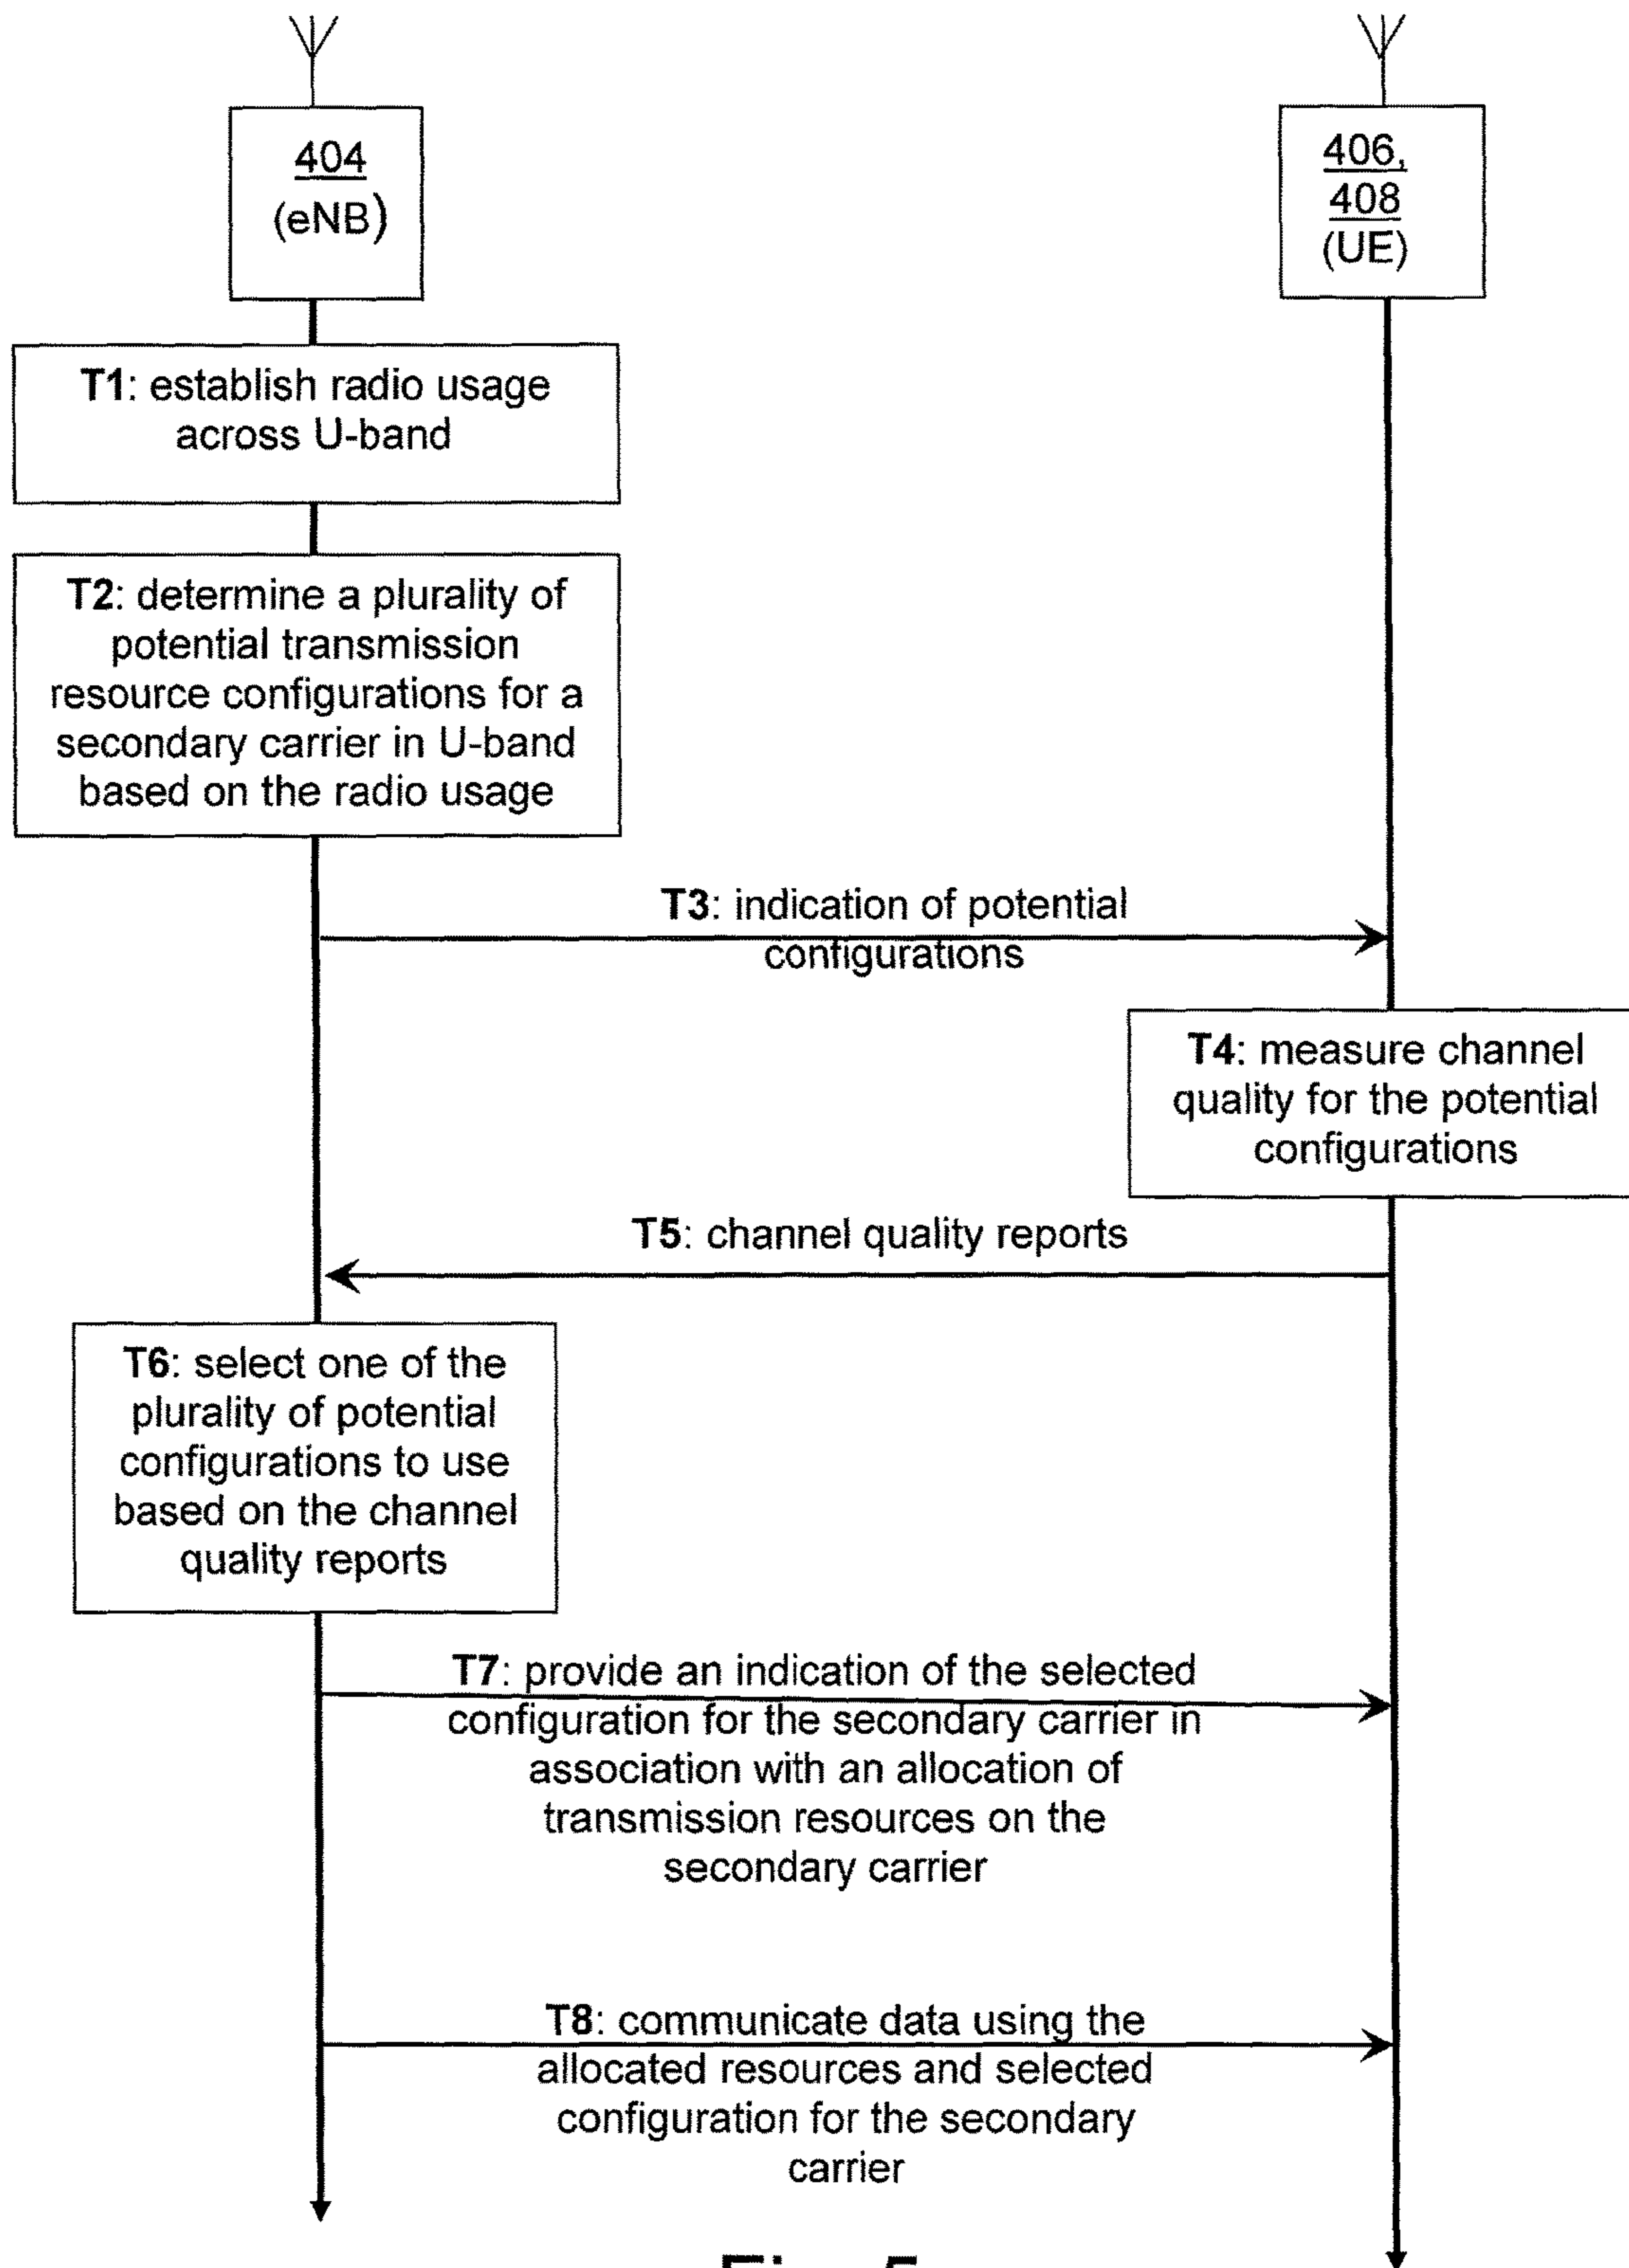 404
(eNB)
406,
408
(UE)
T1: establish radio usage
across U-band
T2: determine a plurality of
potential transmission
resource configurations for a
secondary carrier in U-band
based on the radio usage
T3: indication of potential
configurations
T4: measure channel
quality for the potential
configurations
T5: channel quality reports
T6: select one of the
plurality of potential
configurations to use
based on the channel
quality reports
T7: provide an indication of the selected
configuration for the secondary carrier in
association with an allocation of
transmission resources on the
secondary carrier
T8: communicate data using the
allocated resources and selected
configuration for the secondary
carrier